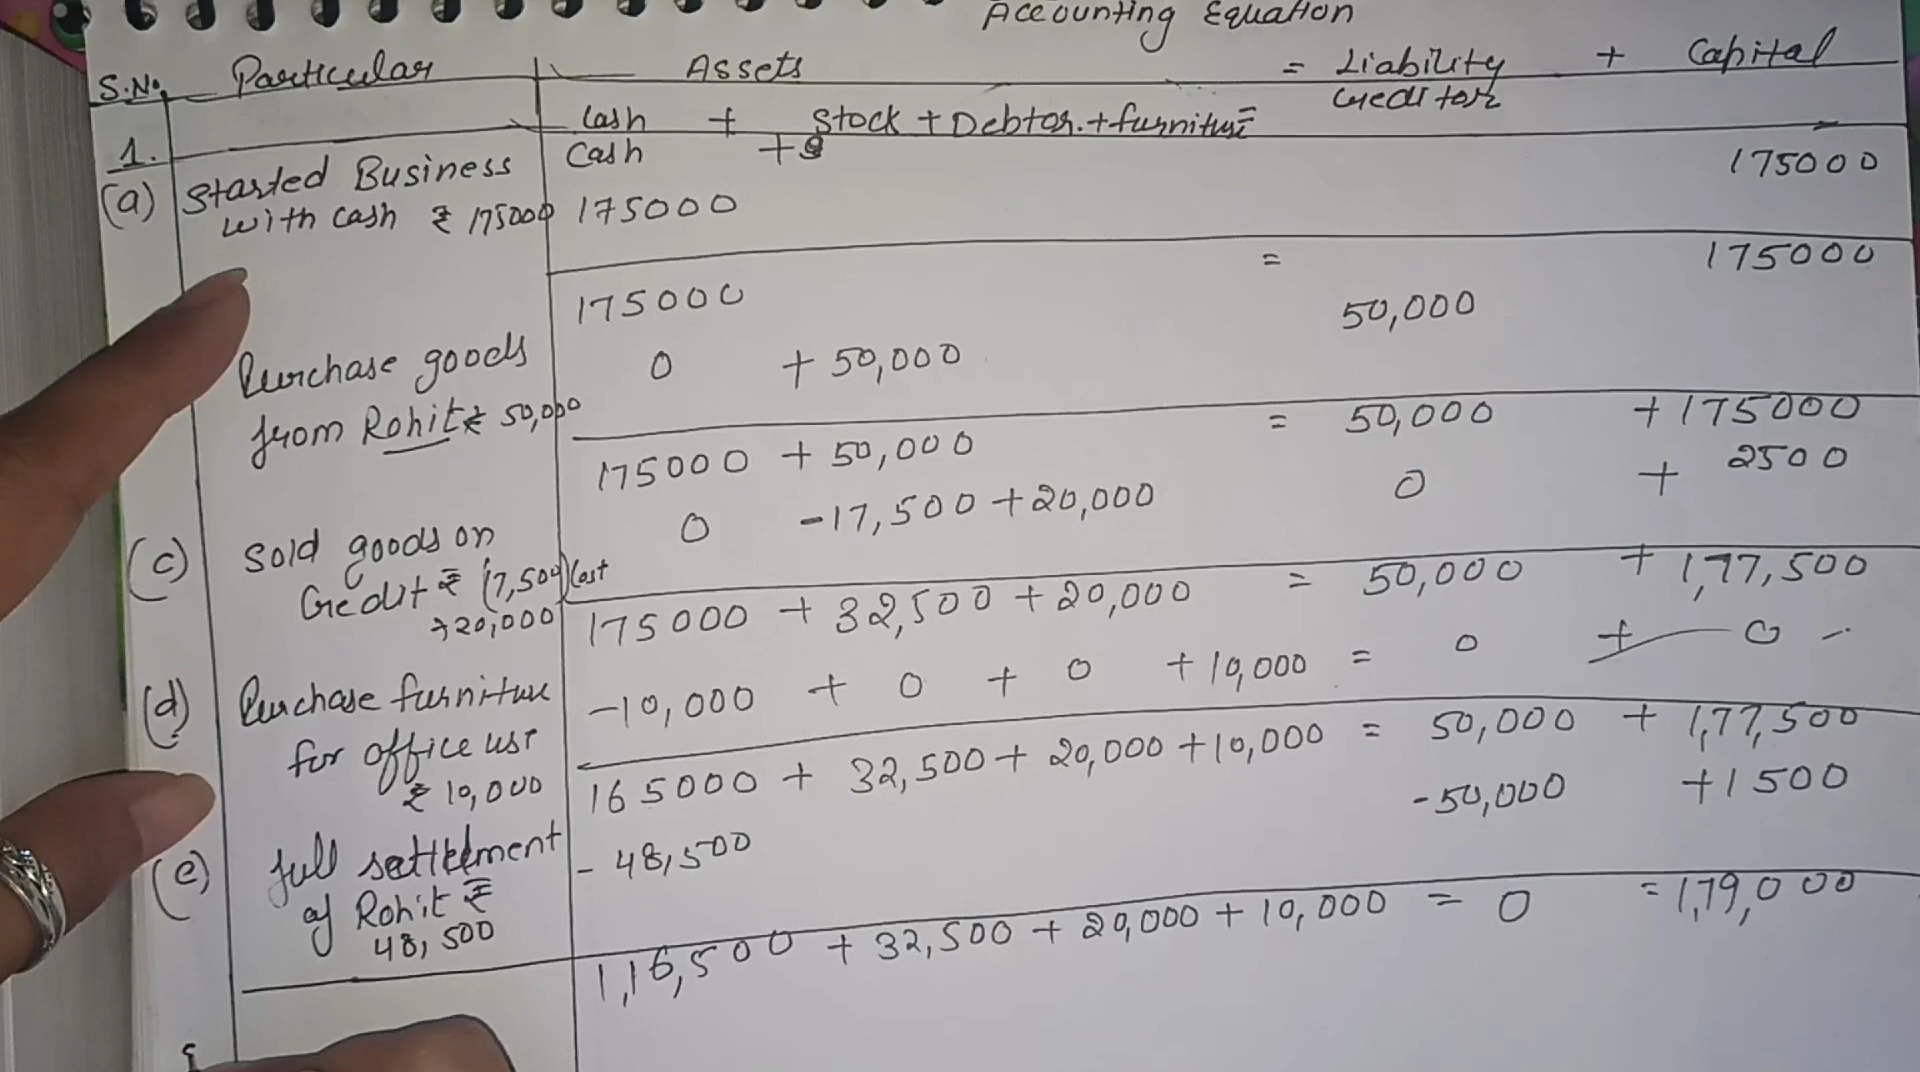 Accounting Equation
S.No. Particular Assets = Liability + Capital
Cash + Stock + Debtor. + furniture Creditors
1. Cash +
(a) Started Business 175000
with cash ₹ 175000 175000
175000 = 175000
Purchase goods 0 + 50,000 50,000
from Rohit ₹ 50,000
175000 + 50,000 = 50,000 + 175000
0 -17,500 + 20,000 0 + 2500
(c) Sold goods on
Credit ₹ (17,500) Cost
→ 20,000 175000 + 32,500 + 20,000 = 50,000 + 1,77,500
(d) Purchase furniture -10,000 + 0 + 0 + 10,000 = 0 + 0
for office use
₹ 10,000 165000 + 32,500 + 20,000 + 10,000 = 50,000 + 1,77,500
(e) full settlement - 48,500 -50,000 +1500
of Rohit ₹
48,500
1,16,500 + 32,500 + 20,000 + 10,000 = 0 = 1,79,000